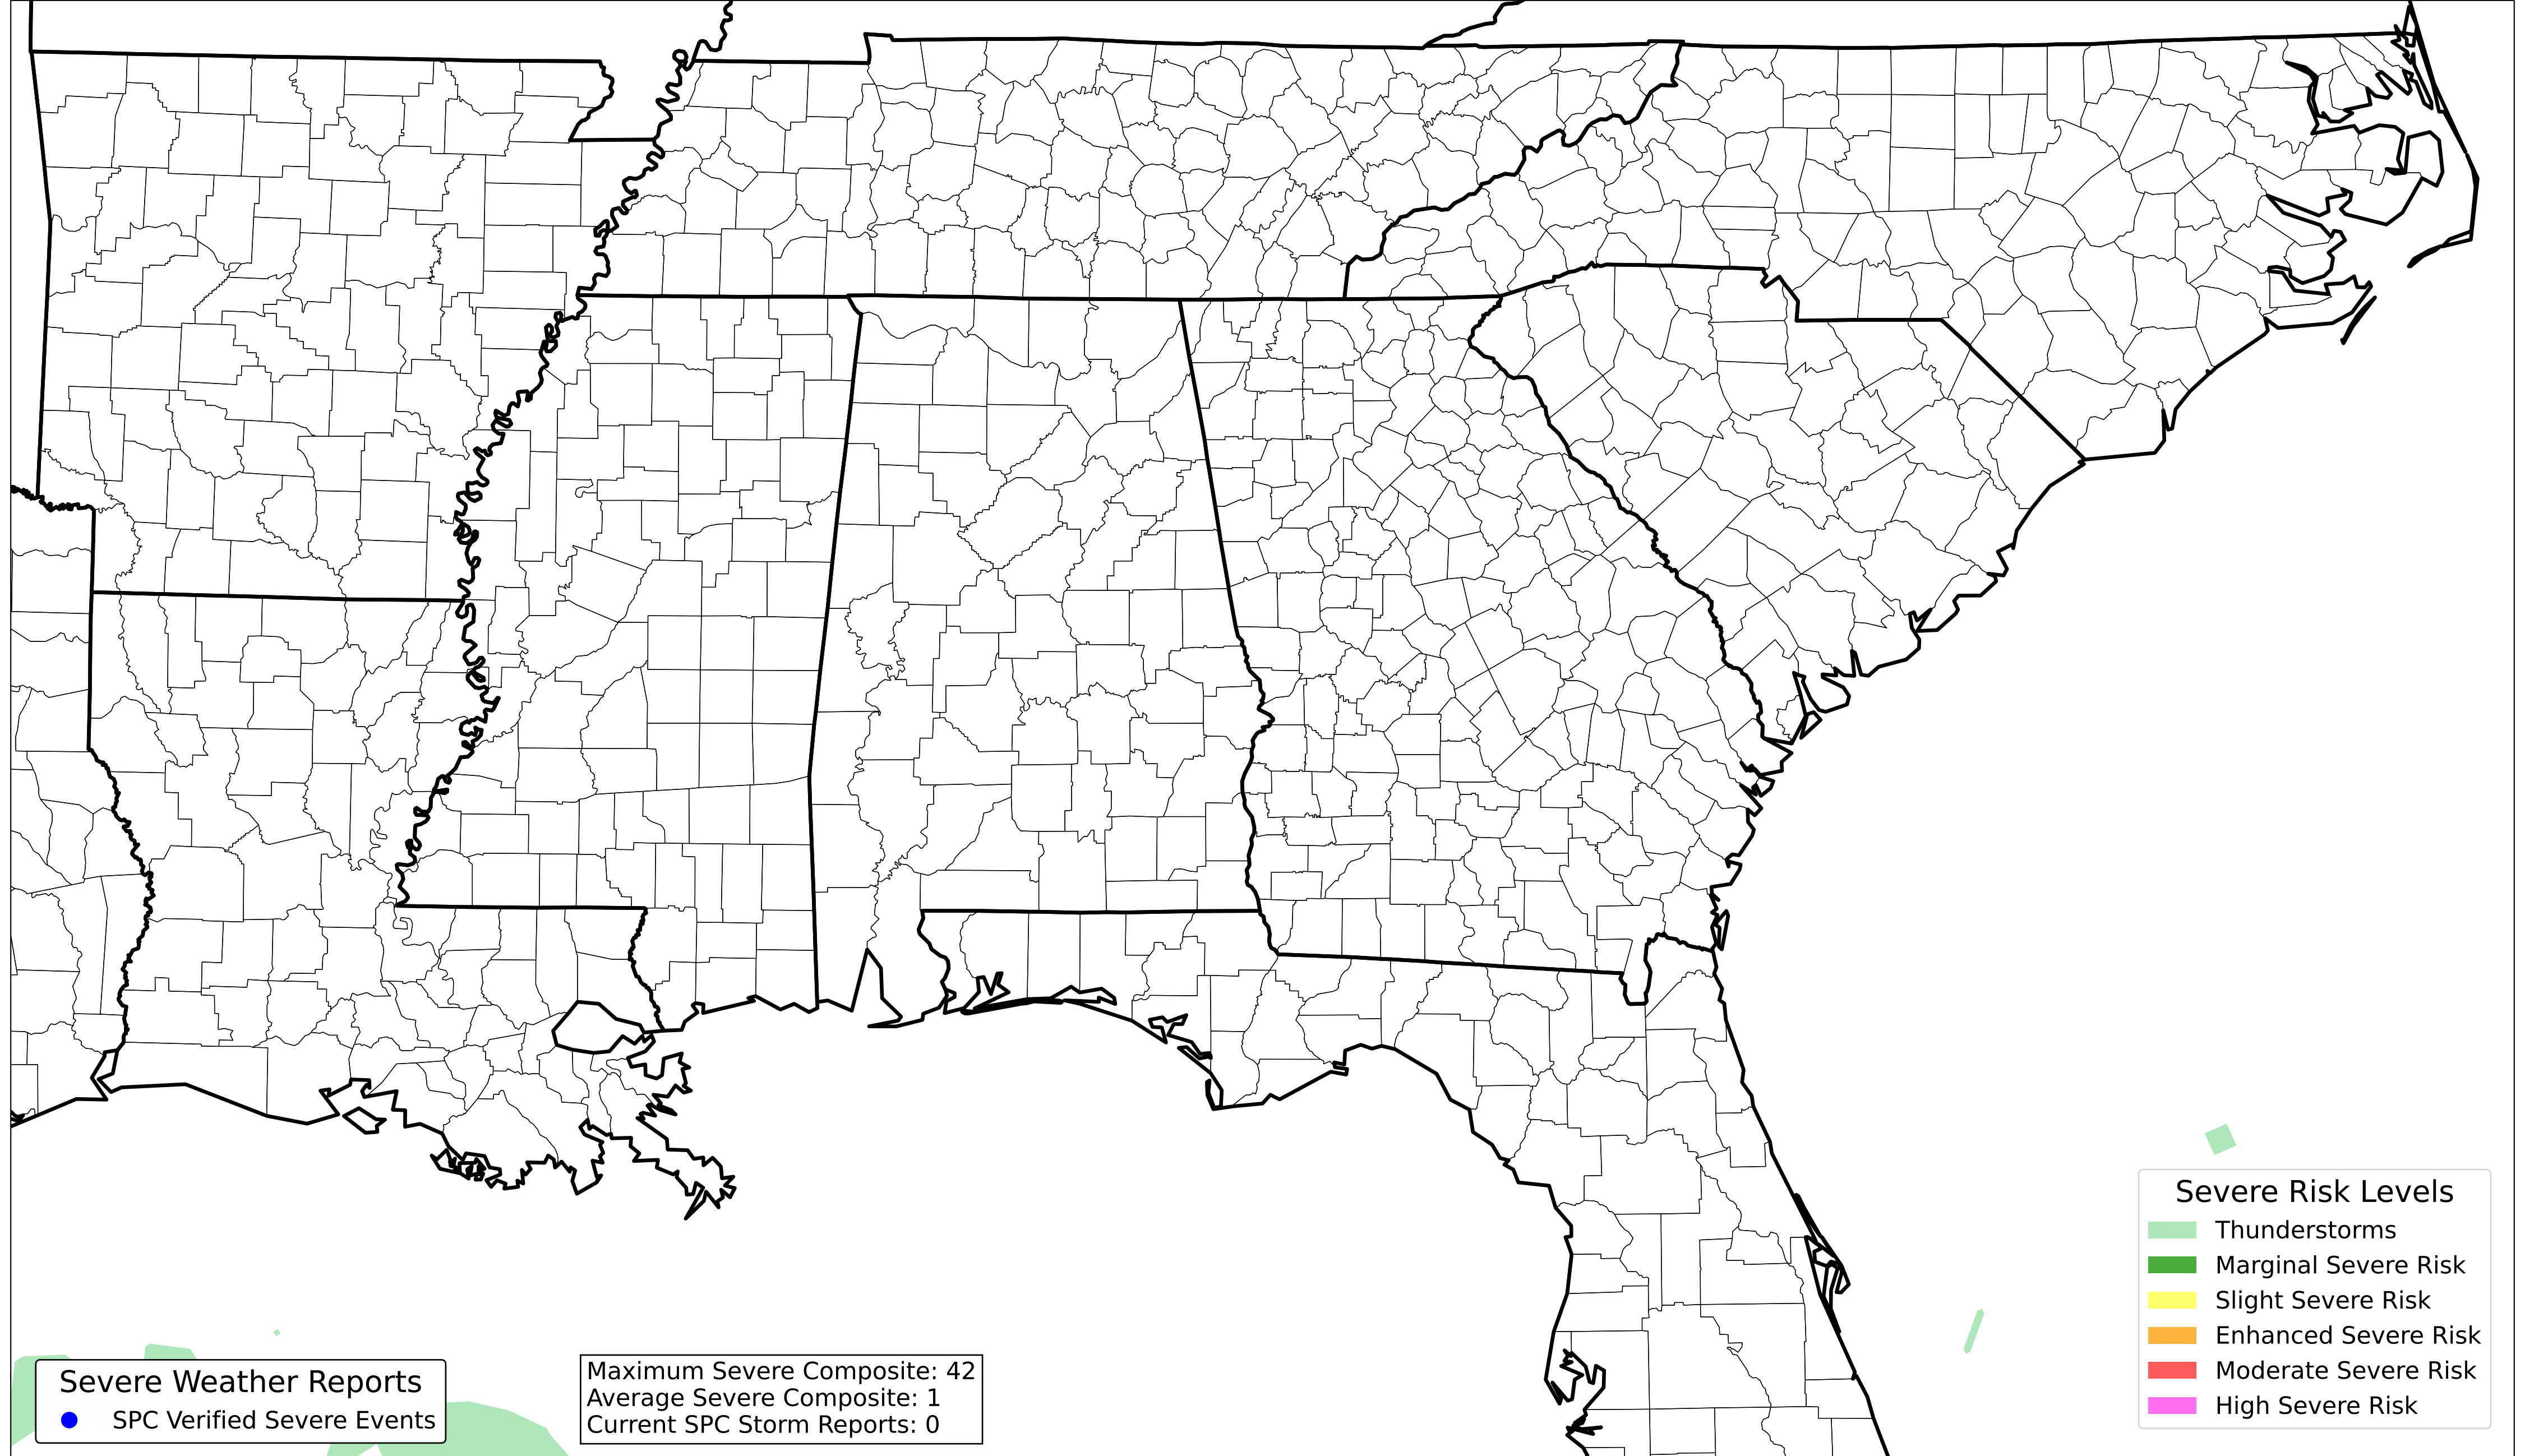 Severe Risk Levels
Thunderstorms
Marginal Severe Risk
Slight Severe Risk
Enhanced Severe Risk
Moderate Severe Risk
High Severe Risk
Severe Weather Reports
SPC Verified Severe Events
Maximum Severe Composite: 42
Average Severe Composite: 1
Current SPC Storm Reports: 0